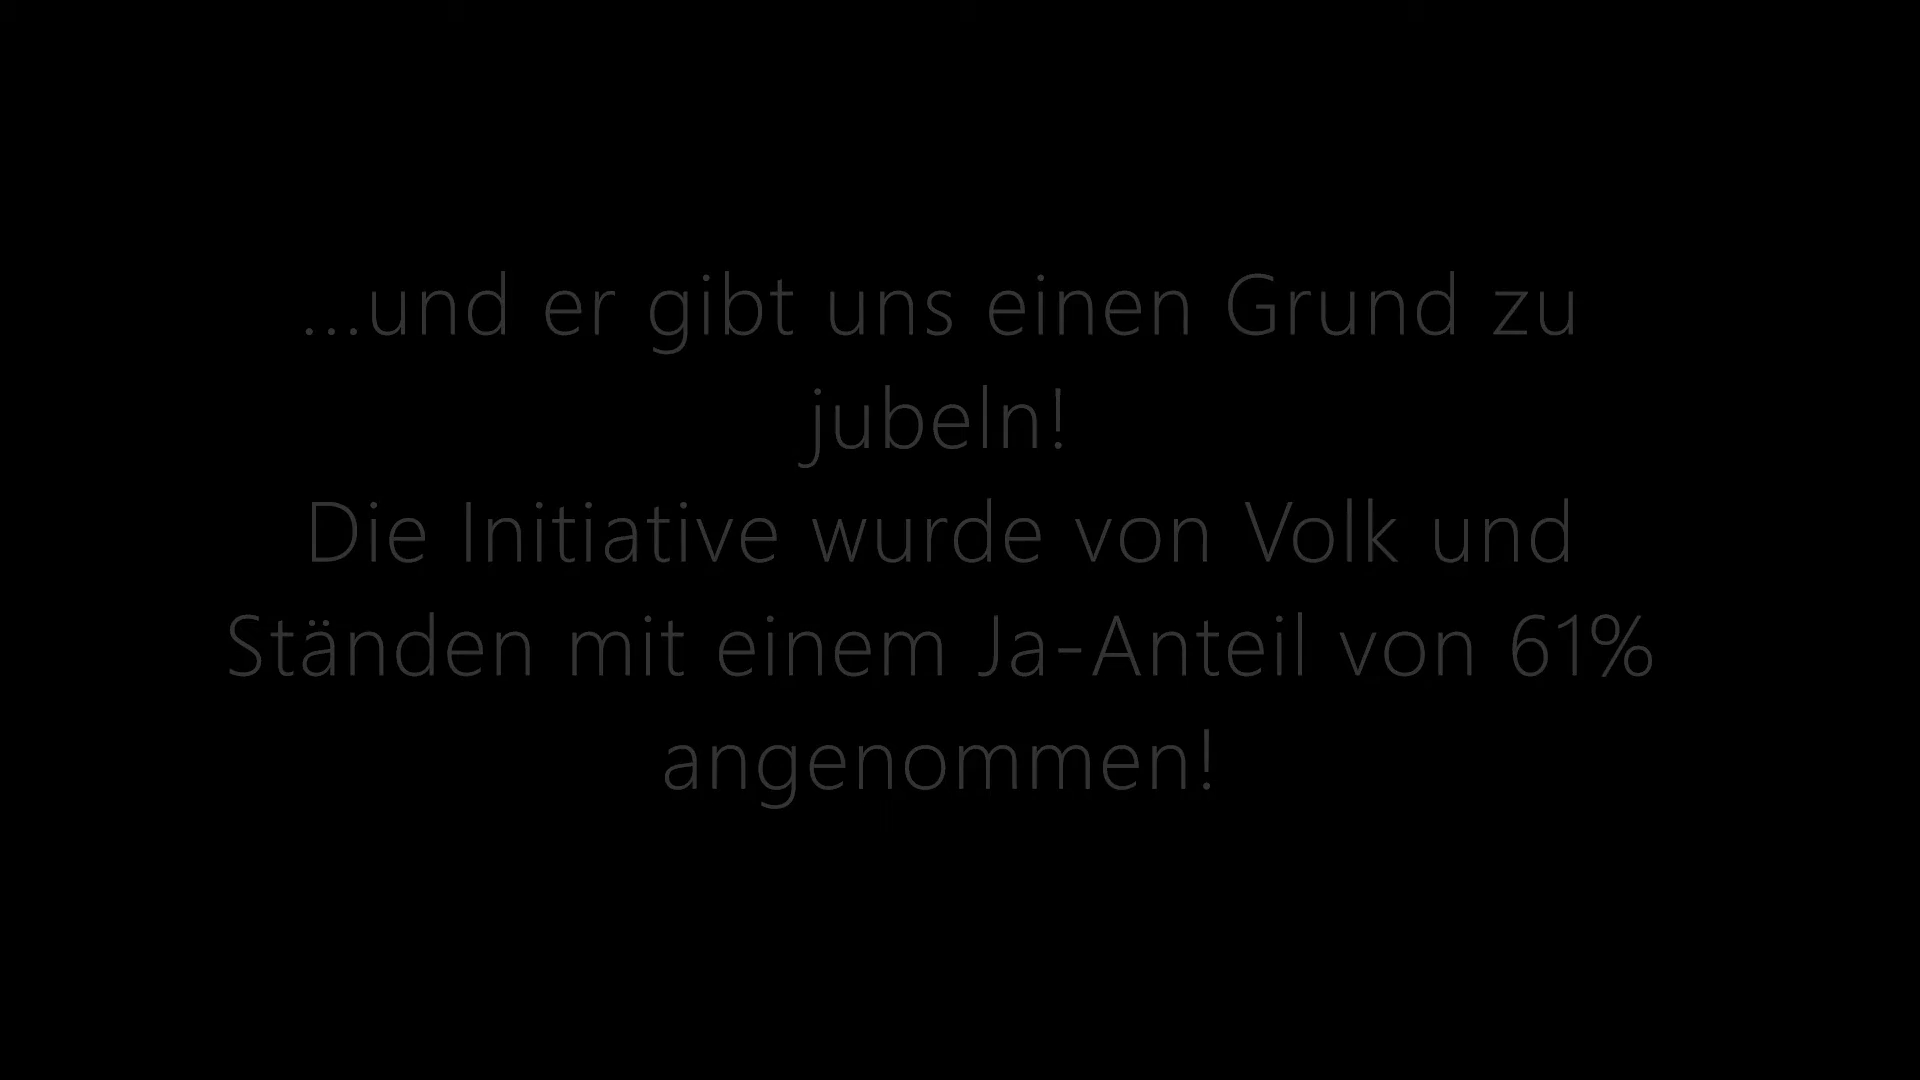 ...und er gibt uns einen Grund zu
jubeln!
Die Initiative wurde von Volk und
Ständen mit einem Ja-Anteil von 61%
angenommen!